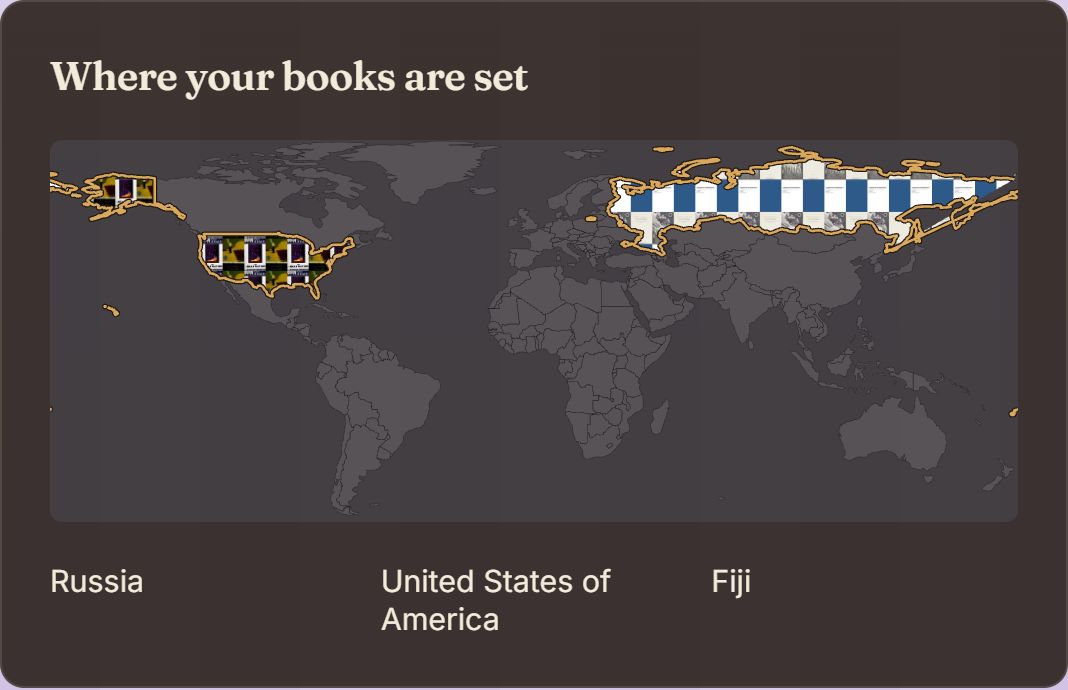 Where your books are set
Russia
United States of
America
Fiji